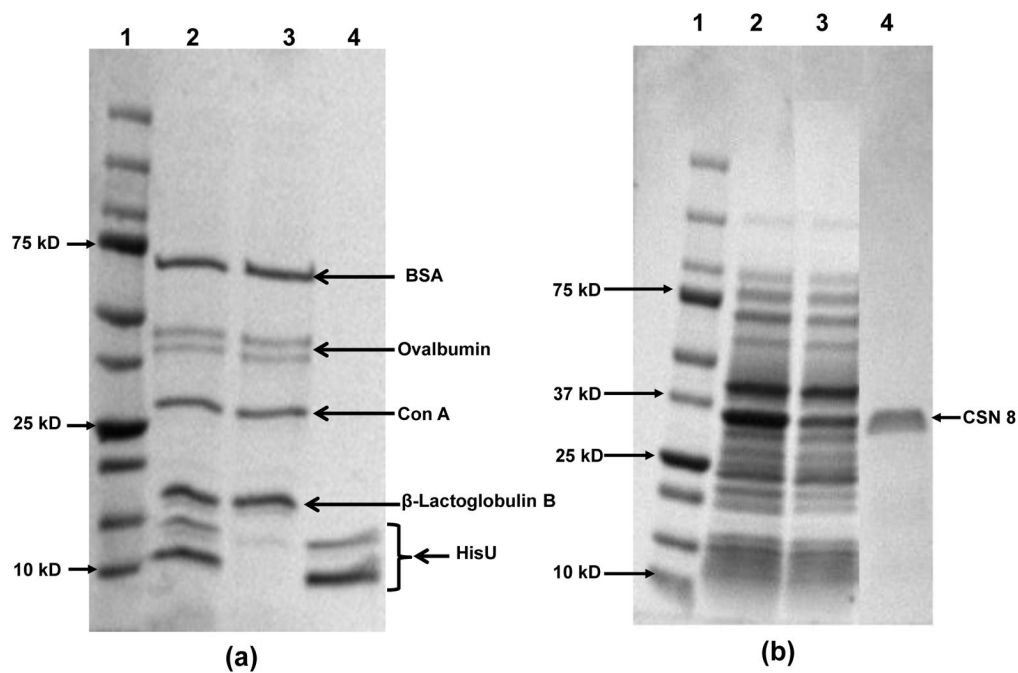 1 2 3 4
75 kD
BSA
Ovalbumin
Con A
25 kD
β-Lactoglobulin B
HisU
10 kD
(a)
1 2 3 4
75 kD
37 kD
CSN 8
25 kD
10 kD
(b)